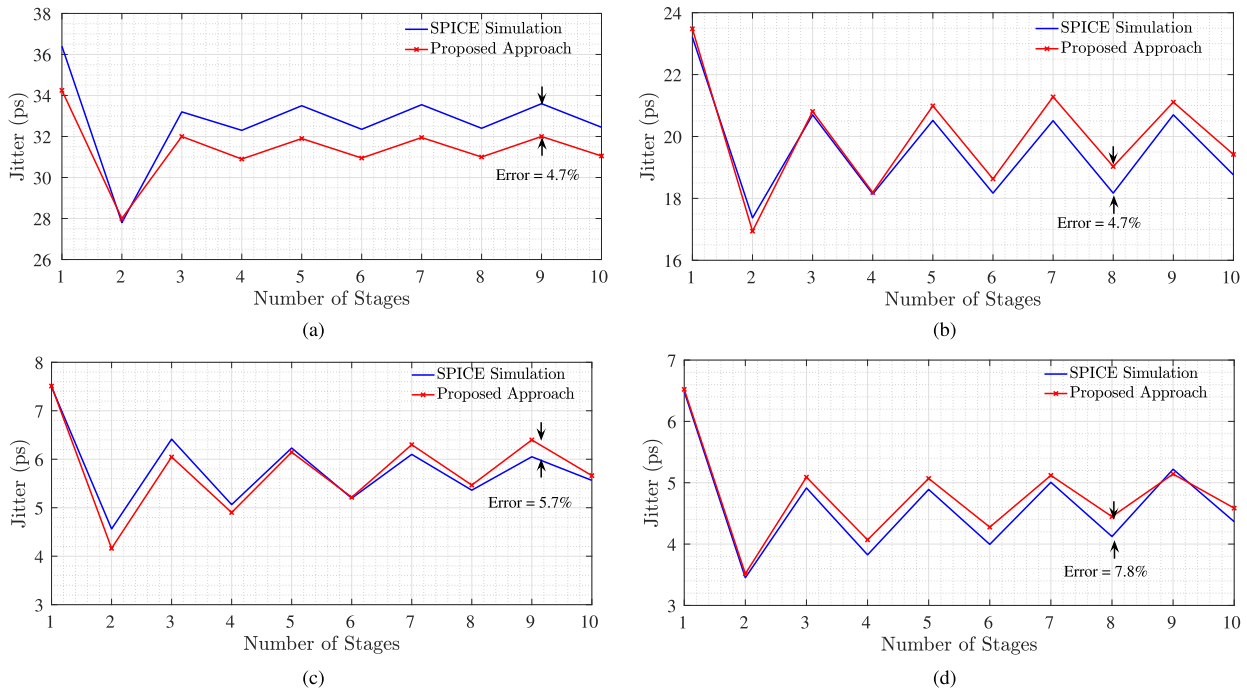 38
36
34
32
30
28
26
Jitter (ps)
1 2 3 4 5 6 7 8 9 10
Number of Stages
SPICE Simulation
Proposed Approach
Error = 4.7%
(a)
24
22
20
18
16
Jitter (ps)
1 2 3 4 5 6 7 8 9 10
Number of Stages
SPICE Simulation
Proposed Approach
Error = 4.7%
(b)
8
7
6
5
4
3
Jitter (ps)
1 2 3 4 5 6 7 8 9 10
Number of Stages
SPICE Simulation
Proposed Approach
Error = 5.7%
(c)
7
6
5
4
3
Jitter (ps)
1 2 3 4 5 6 7 8 9 10
Number of Stages
SPICE Simulation
Proposed Approach
Error = 7.8%
(d)